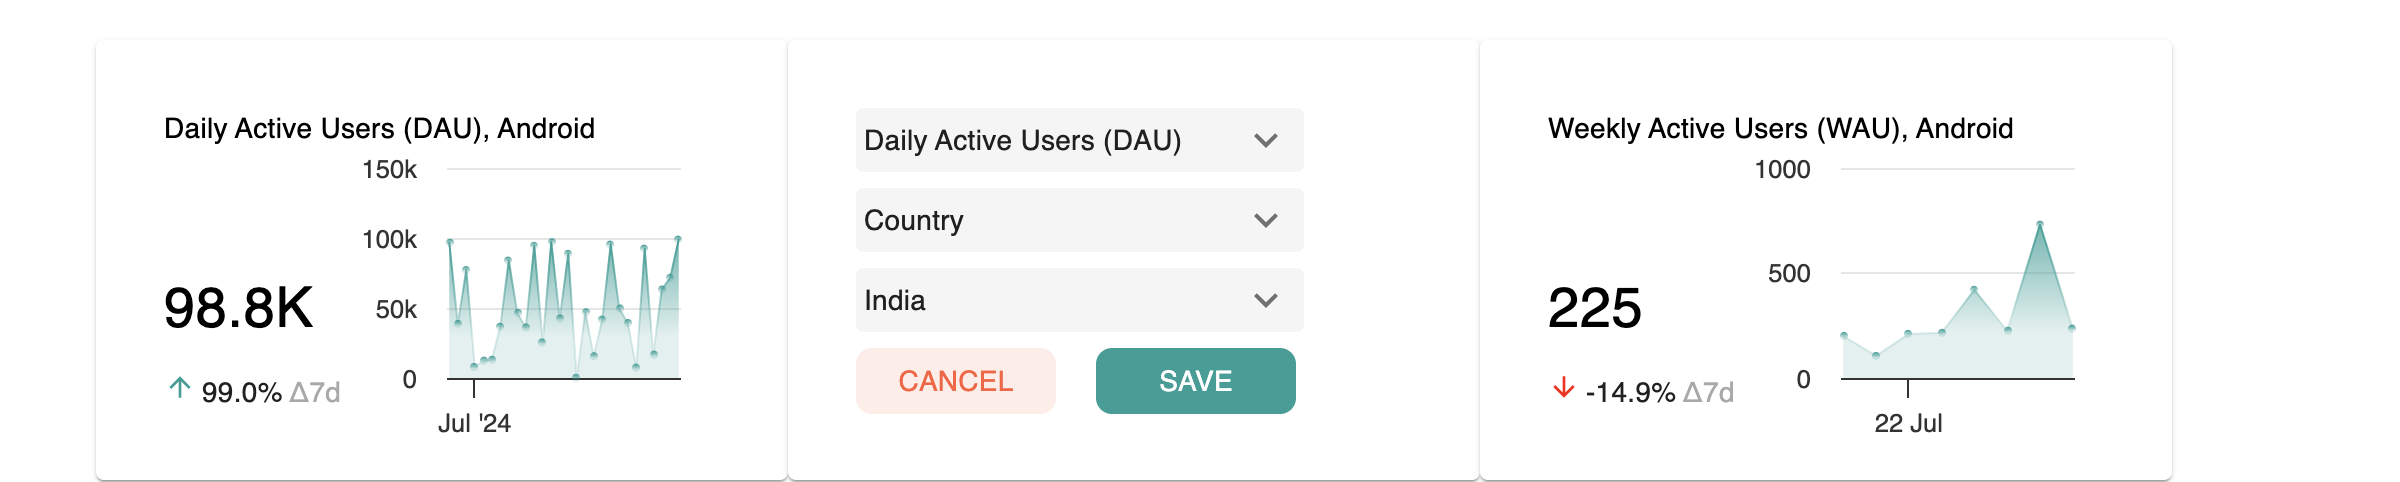 Daily Active Users (DAU), Android
150k
100k
50k
0
98.8K
↑ 99.0% Δ7d
Jul '24
Daily Active Users (DAU)
Country
India
CANCEL
SAVE
Weekly Active Users (WAU), Android
1000
500
0
225
↓ -14.9% Δ7d
22 Jul